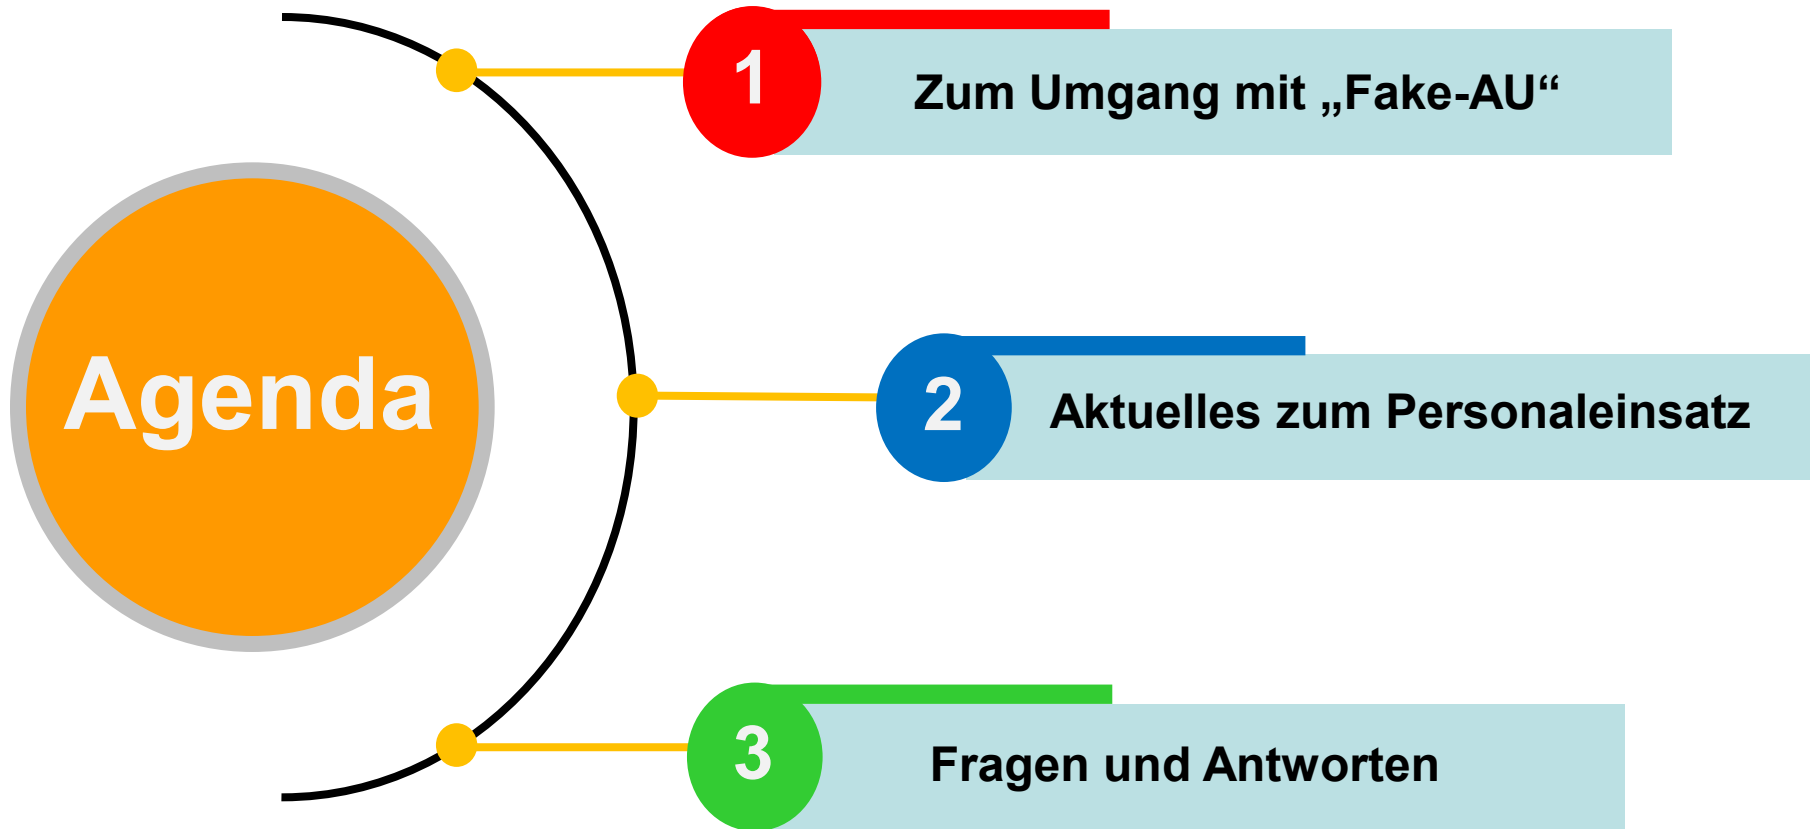 Agenda
1
Zum Umgang mit „Fake-AU“
2
Aktuelles zum Personaleinsatz
3
Fragen und Antworten